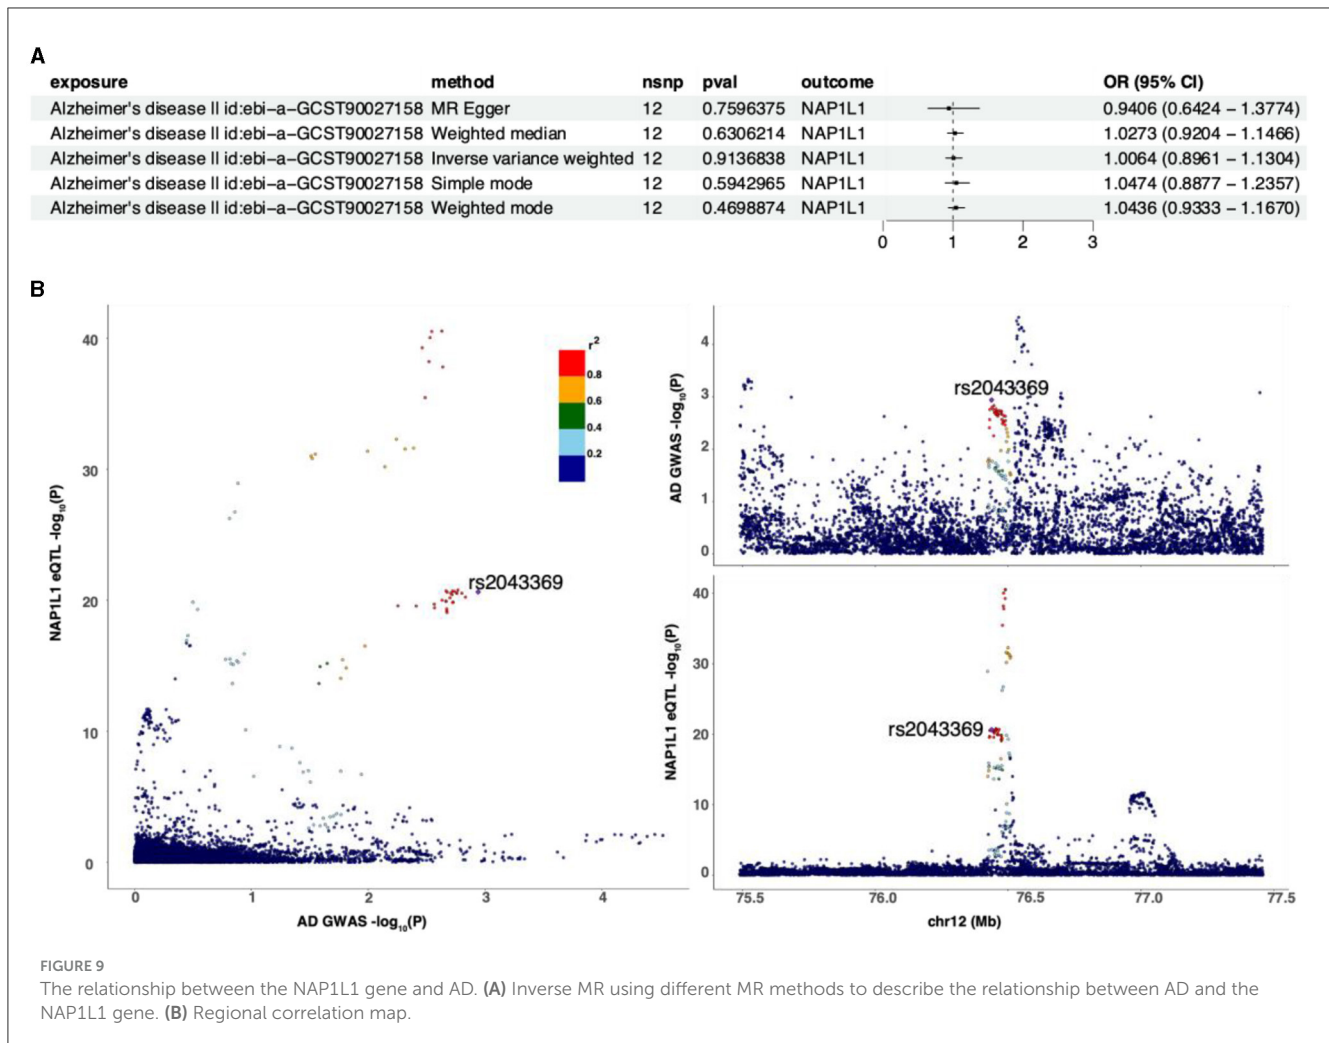 A
exposure method nsnp pval outcome OR (95% CI)
Alzheimer's disease || id:ebi−a−GCST90027158 MR Egger 12 0.7596375 NAP1L1 0.9406 (0.6424 − 1.3774)
Alzheimer's disease || id:ebi−a−GCST90027158 Weighted median 12 0.6306214 NAP1L1 1.0273 (0.9204 − 1.1466)
Alzheimer's disease || id:ebi−a−GCST90027158 Inverse variance weighted 12 0.9136838 NAP1L1 1.0064 (0.8961 − 1.1304)
Alzheimer's disease || id:ebi−a−GCST90027158 Simple mode 12 0.5942965 NAP1L1 1.0474 (0.8877 − 1.2357)
Alzheimer's disease || id:ebi−a−GCST90027158 Weighted mode 12 0.4698874 NAP1L1 1.0436 (0.9333 − 1.1670)
0 1 2 3
B
NAP1L1 eQTL -log10(P)
40
30
20
10
0
r²
0.8
0.6
0.4
0.2
rs2043369
0 1 2 3 4
AD GWAS -log10(P)
AD GWAS -log10(P)
4
3
2
1
0
rs2043369
NAP1L1 eQTL -log10(P)
40
30
20
10
0
rs2043369
75.5 76.0 76.5 77.0 77.5
chr12 (Mb)
FIGURE 9
The relationship between the NAP1L1 gene and AD. (A) Inverse MR using different MR methods to describe the relationship between AD and the
NAP1L1 gene. (B) Regional correlation map.